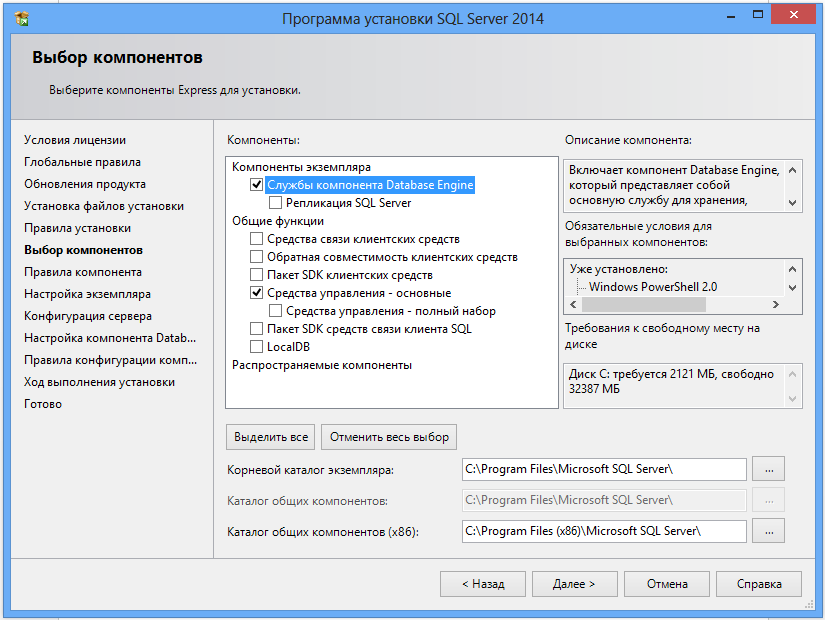 Программа установки SQL Server 2014
Выбор компонентов
Выберите компоненты Express для установки.
Условия лицензии
Глобальные правила
Обновления продукта
Установка файлов установки
Правила установки
Выбор компонентов
Правила компонента
Настройка экземпляра
Конфигурация сервера
Настройка компонента Datab...
Правила конфигурации комп...
Ход выполнения установки
Готово
Компоненты:
Компоненты экземпляра
Службы компонента Database Engine
Репликация SQL Server
Общие функции
Средства связи клиентских средств
Обратная совместимость клиентских средств
Пакет SDK клиентских средств
Средства управления - основные
Средства управления - полный набор
Пакет SDK средств связи клиента SQL
LocalDB
Распространяемые компоненты
Описание компонента:
Включает компонент Database Engine,
который представляет собой
основную службу для хранения,
Обязательные условия для
выбранных компонентов:
Уже установлено:
Windows PowerShell 2.0
Требования к свободному месту на
диске
Диск C: требуется 2121 МБ, свободно
32387 МБ
Выделить все
Отменить весь выбор
Корневой каталог экземпляра:
C:\Program Files\Microsoft SQL Server\
...
Каталог общих компонентов:
C:\Program Files\Microsoft SQL Server\
...
Каталог общих компонентов (x86):
C:\Program Files (x86)\Microsoft SQL Server\
...
< Назад
Далее >
Отмена
Справка